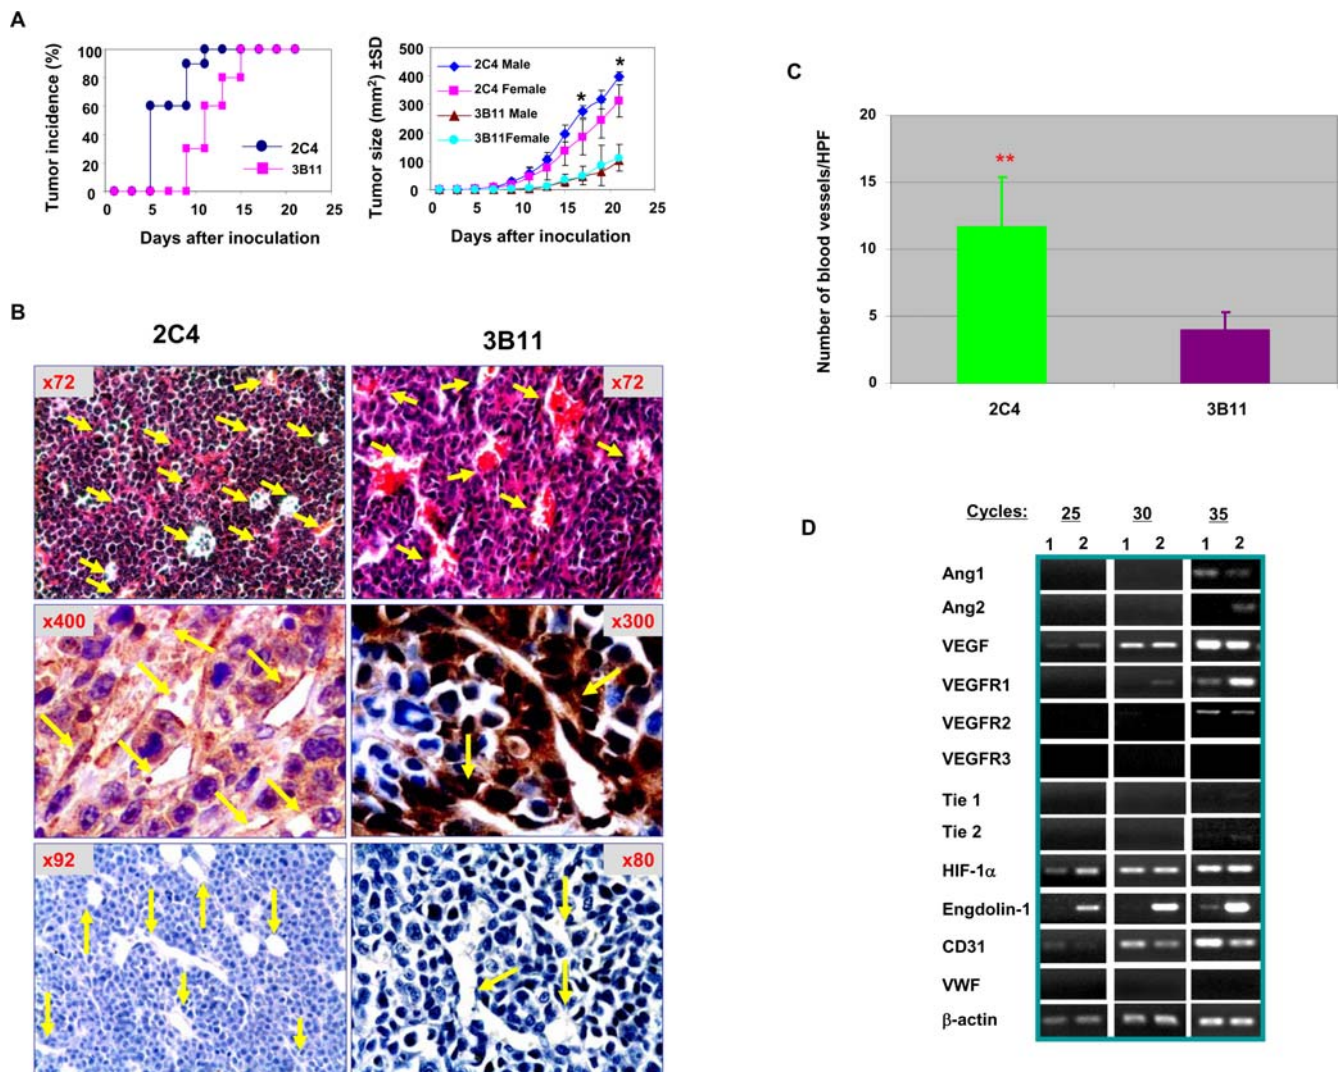 A
Tumor incidence (%)
100
80
60
40
20
0
2C4
3B11
0 5 10 15 20 25
Days after inoculation
Tumor size (mm²) ±SD
500
400
300
200
100
0
2C4 Male
2C4 Female
3B11 Male
3B11Female
*
*
0 5 10 15 20 25
Days after inoculation
B
2C4 3B11
x72 x72
x400 x300
x92 x80
C
Number of blood vessels/HPF
20
15
10
5
0
**
2C4 3B11
D
Cycles: 25 30 35
1 2 1 2 1 2
Ang1
Ang2
VEGF
VEGFR1
VEGFR2
VEGFR3
Tie 1
Tie 2
HIF-1α
Engdolin-1
CD31
VWF
β-actin